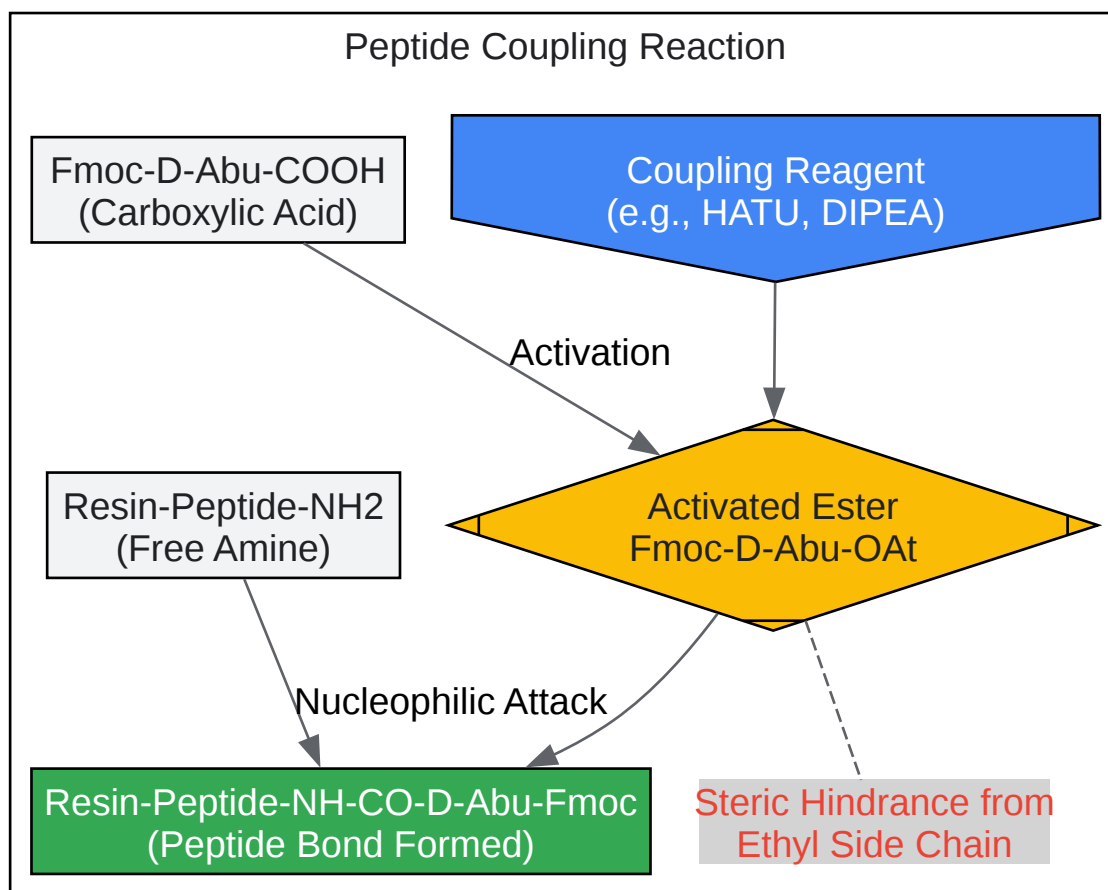 Peptide Coupling Reaction
Fmoc-D-Abu-COOH
(Carboxylic Acid)
Coupling Reagent
(e.g., HATU, DIPEA)
Activation
Resin-Peptide-NH2
(Free Amine)
Activated Ester
Fmoc-D-Abu-OAt
Nucleophilic Attack
Resin-Peptide-NH-CO-D-Abu-Fmoc
(Peptide Bond Formed)
Steric Hindrance from
Ethyl Side Chain